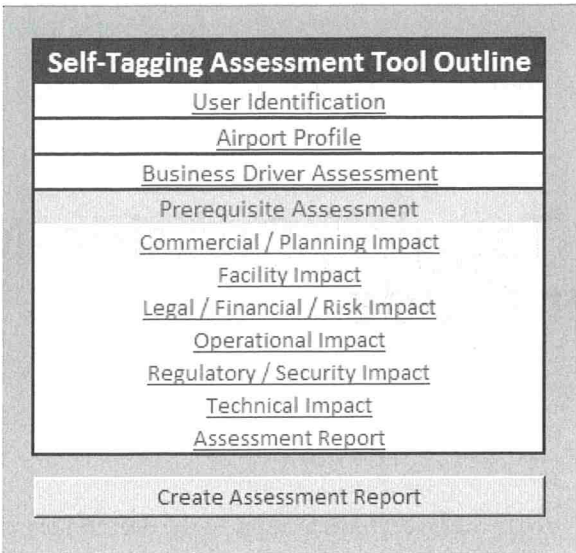 Self-Tagging Assessment Tool Outline
User Identification
Airport Profile
Business Driver Assessment
Prerequisite Assessment
Commercial / Planning Impact
Facility Impact
Legal / Financial / Risk Impact
Operational Impact
Regulatory / Security Impact
Technical Impact
Assessment Report
Create Assessment Report